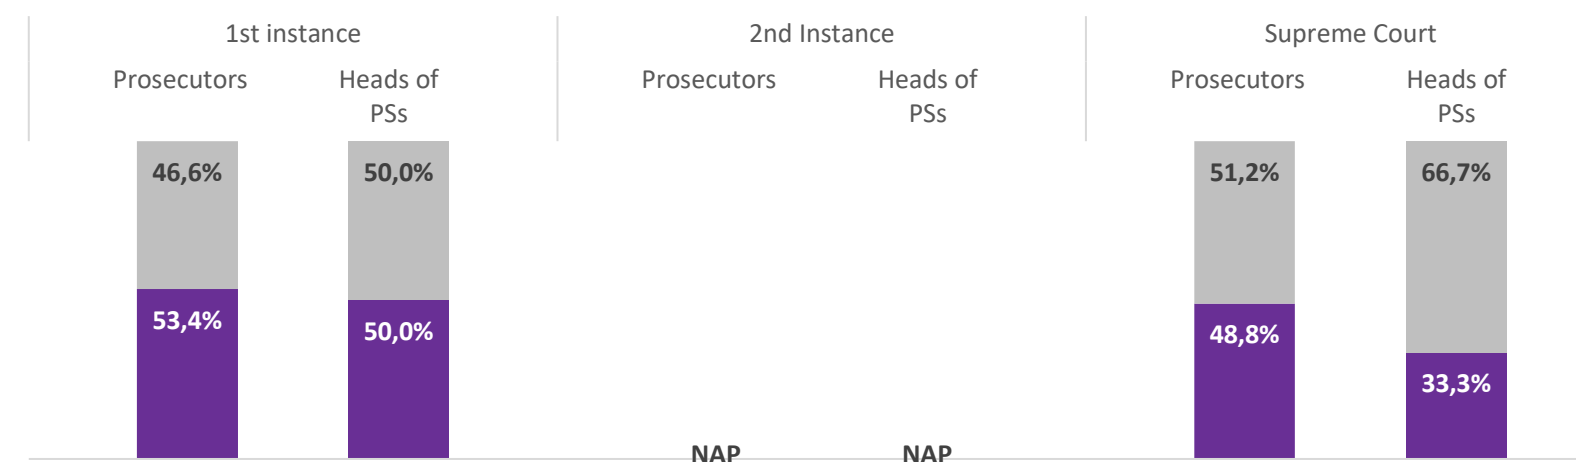 1st instance
2nd Instance
Supreme Court
Prosecutors
Heads of
PSs
Prosecutors
Heads of
PSs
Prosecutors
Heads of
PSs
46,6%
50,0%
51,2%
66,7%
53,4%
50,0%
48,8%
33,3%
NAP
NAP